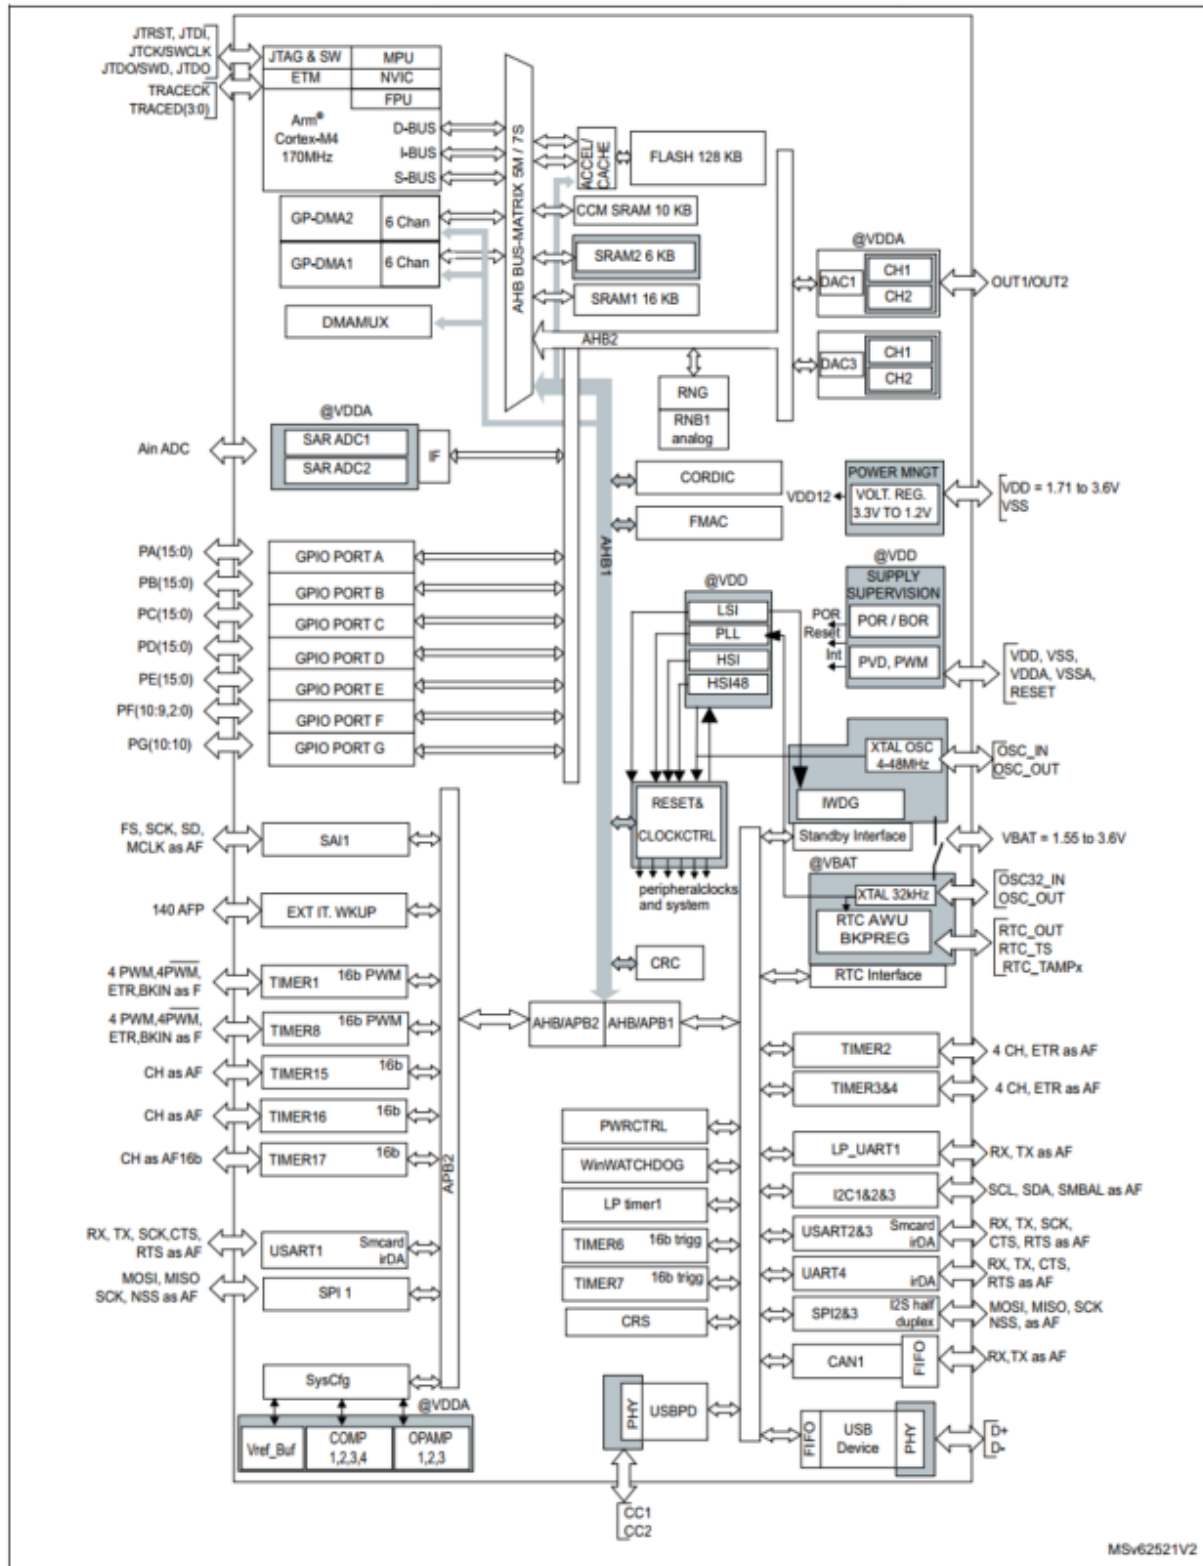 JTRST, JTDI,
JTCK/SWCLK
JTDO/SWD, JTDO
TRACECK
TRACED(3:0)
JTAG & SW
MPU
ETM
NVIC
FPU
Arm®
Cortex-M4
170MHz
D-BUS
I-BUS
S-BUS
GP-DMA2
6 Chan
GP-DMA1
6 Chan
DMAMUX
AHB BUS-MATRIX 5M / 7S
ACCEL/
CACHE
FLASH 128 KB
CCM SRAM 10 KB
SRAM2 6 KB
SRAM1 16 KB
AHB2
RNG
RNB1
analog
@VDDA
DAC1
CH1
CH2
OUT1/OUT2
DAC3
CH1
CH2
@VDDA
Ain ADC
SAR ADC1
SAR ADC2
IF
CORDIC
FMAC
AHB1
POWER MNGT
VDD12
VOLT. REG.
3.3V TO 1.2V
VDD = 1.71 to 3.6V
VSS
PA(15:0)
GPIO PORT A
PB(15:0)
GPIO PORT B
PC(15:0)
GPIO PORT C
PD(15:0)
GPIO PORT D
PE(15:0)
GPIO PORT E
PF(10:9,2:0)
GPIO PORT F
PG(10:10)
GPIO PORT G
@VDD
LSI
PLL
HSI
HSI48
@VDD
SUPPLY
SUPERVISION
POR
Reset
Int
POR / BOR
PVD, PWM
VDD, VSS,
VDDA, VSSA,
RESET
XTAL OSC
4-48MHz
OSC_IN
OSC_OUT
IWDG
Standby Interface
VBAT = 1.55 to 3.6V
RESET&
CLOCKCTRL
peripheralclocks
and system
@VBAT
XTAL 32kHz
OSC32_IN
OSC_OUT
RTC AWU
BKPREG
RTC_OUT
RTC_TS
RTC_TAMPx
RTC Interface
CRC
FS, SCK, SD,
MCLK as AF
SAI1
140 AFP
EXT IT. WKUP
4 PWM,4PWM,
ETR,BKIN as F
TIMER1
16b PWM
4 PWM,4PWM,
ETR,BKIN as F
TIMER8
16b PWM
CH as AF
TIMER15
16b
CH as AF
TIMER16
16b
CH as AF16b
TIMER17
16b
APB2
AHB/APB2
AHB/APB1
RX, TX, SCK,CTS,
RTS as AF
USART1
Smcard
irDA
MOSI, MISO
SCK, NSS as AF
SPI 1
SysCfg
@VDDA
Vref_Buf
COMP
1,2,3,4
OPAMP
1,2,3
PWRCTRL
WinWATCHDOG
LP timer1
TIMER6
16b trigg
TIMER7
16b trigg
CRS
PHY
USBPD
CC1
CC2
TIMER2
4 CH, ETR as AF
TIMER3&4
4 CH, ETR as AF
LP_UART1
RX, TX as AF
I2C1&2&3
SCL, SDA, SMBAL as AF
USART2&3
Smcard
irDA
RX, TX, SCK,
CTS, RTS as AF
UART4
irDA
RX, TX, CTS,
RTS as AF
SPI2&3
I2S half
duplex
MOSI, MISO, SCK
NSS, as AF
CAN1
FIFO
RX,TX as AF
FIFO
USB
Device
PHY
D+
D-
MSv62521V2